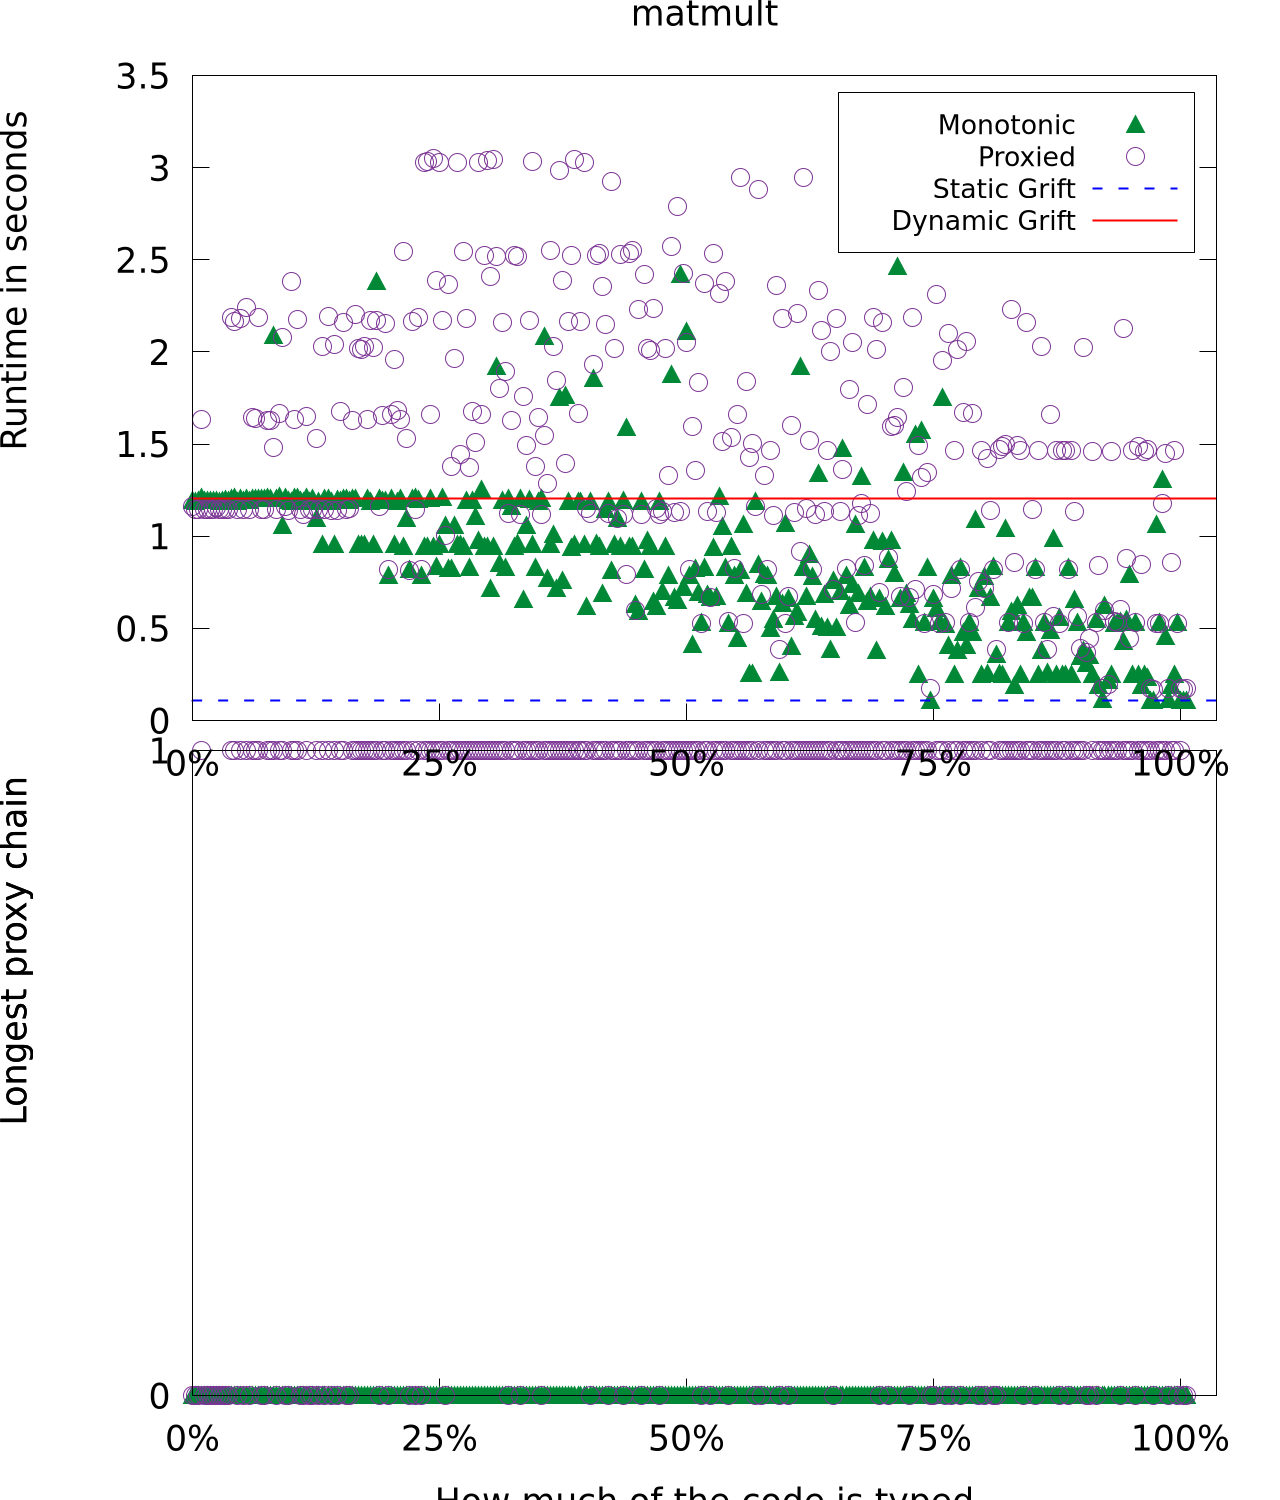 matmult
Runtime in seconds
3.5
3
2.5
2
1.5
1
0.5
0
Monotonic
Proxied
Static Grift
Dynamic Grift
0% 25% 50% 75% 100%
Longest proxy chain
1
0
0% 25% 50% 75% 100%
How much of the code is typed